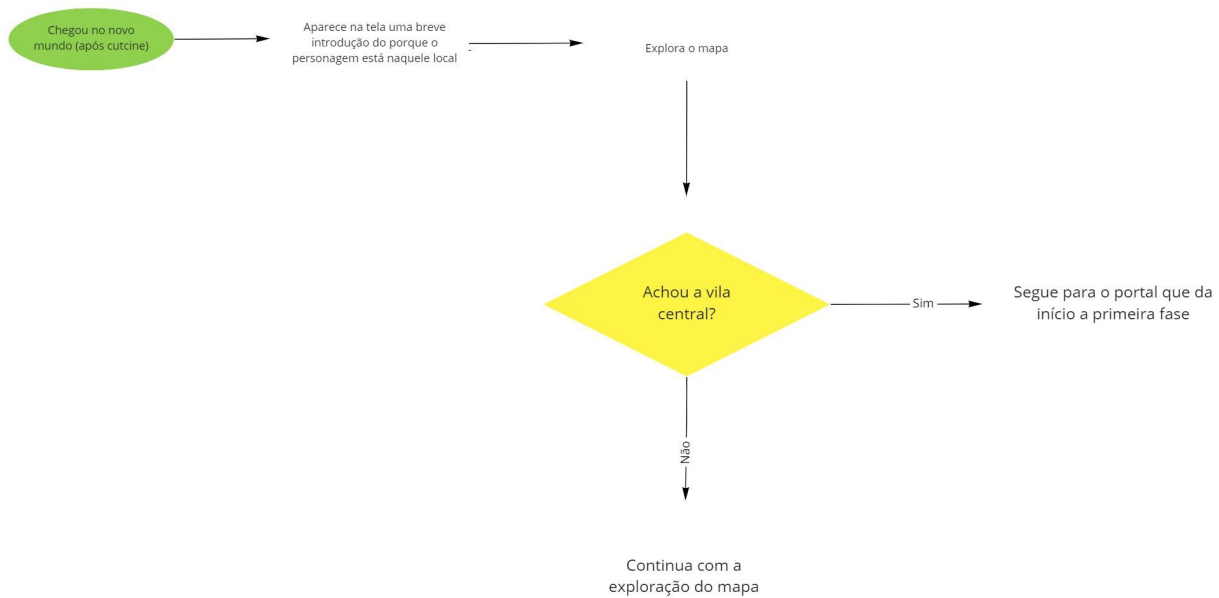 Chegou no novo
mundo (após cutcine)
Aparece na tela uma breve
introdução do porque o
personagem está naquele local
Explora o mapa
Achou a vila
central?
Sim
Segue para o portal que da
início a primeira fase
Não
Continua com a
exploração do mapa